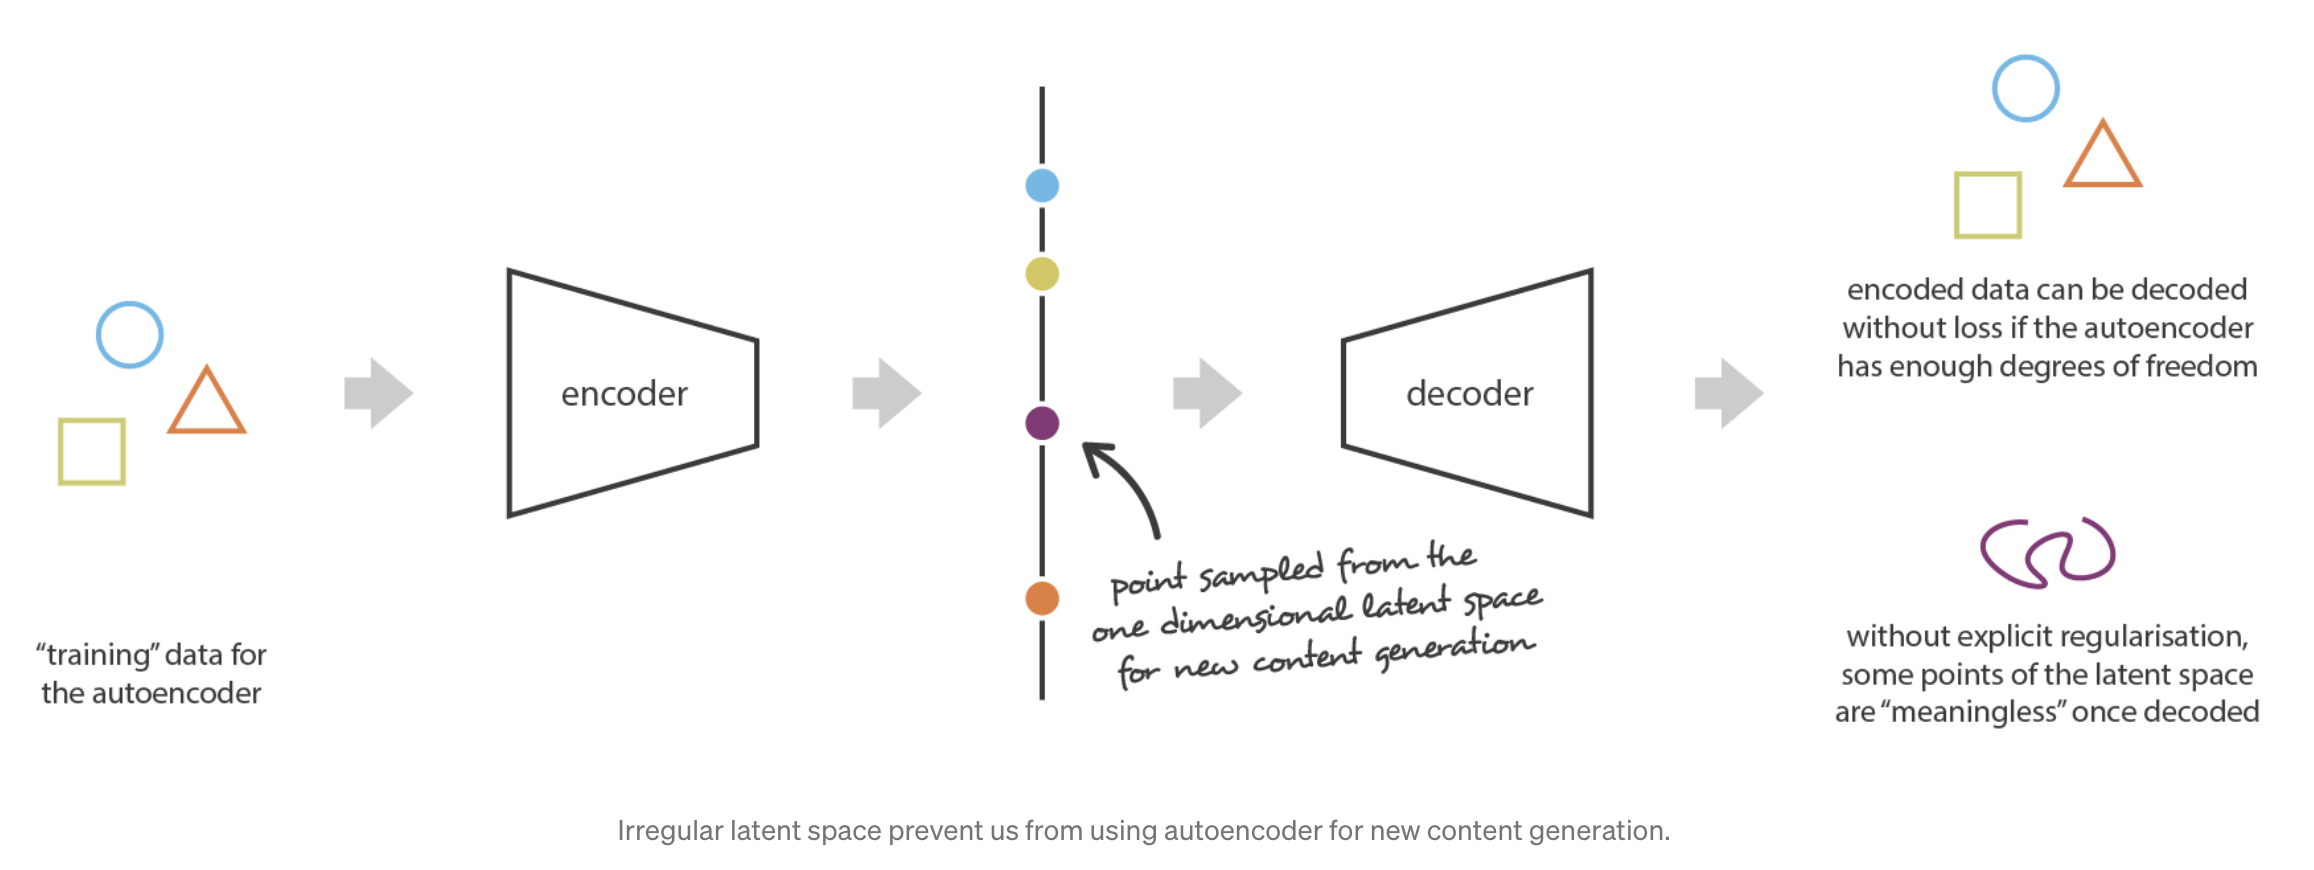 “training” data for
the autoencoder
encoder
point sampled from the
one dimensional latent space
for new content generation
decoder
encoded data can be decoded
without loss if the autoencoder
has enough degrees of freedom
without explicit regularisation,
some points of the latent space
are “meaningless” once decoded
Irregular latent space prevent us from using autoencoder for new content generation.